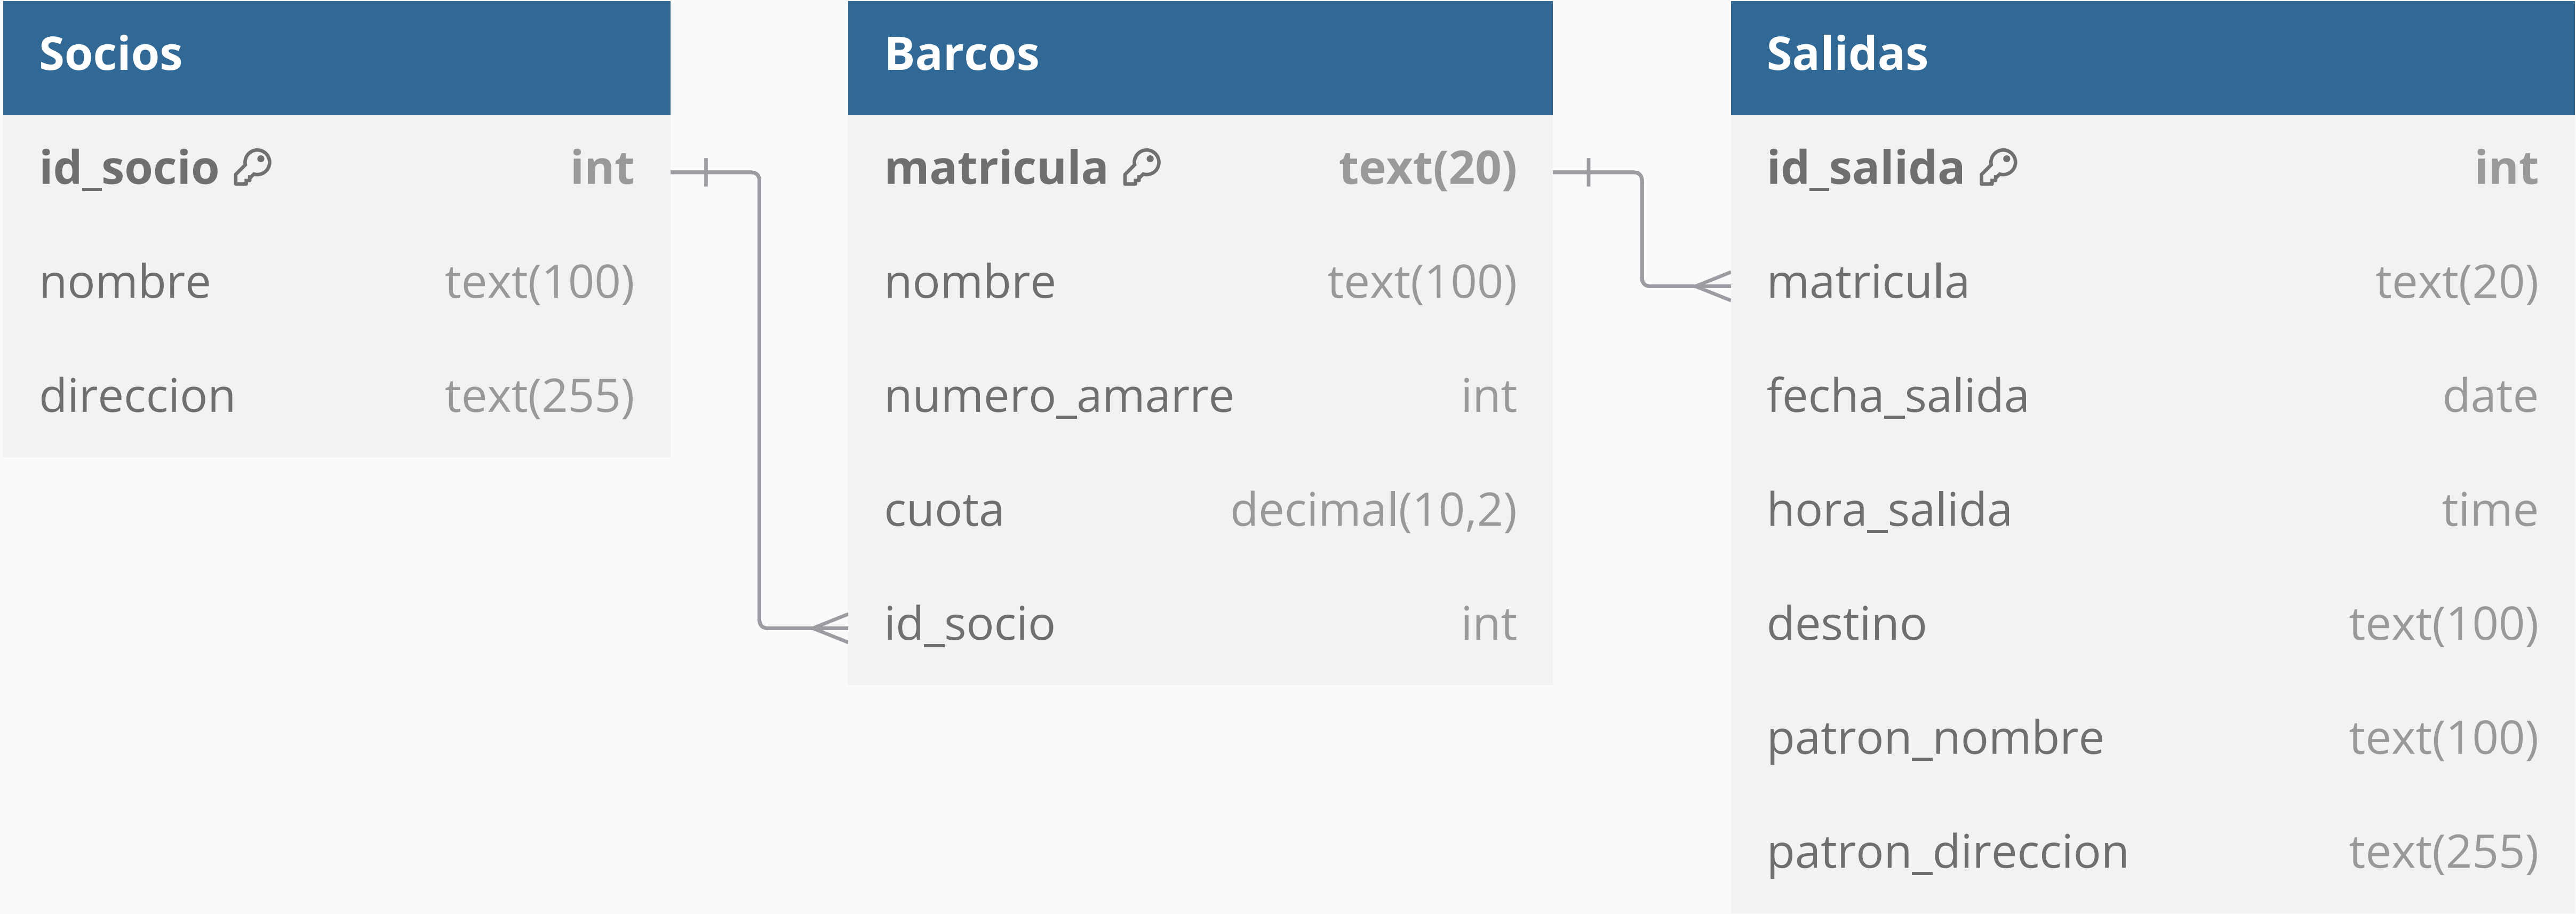 Socios
id_socio int
nombre text(100)
direccion text(255)
Barcos
matricula text(20)
nombre text(100)
numero_amarre int
cuota decimal(10,2)
id_socio int
Salidas
id_salida int
matricula text(20)
fecha_salida date
hora_salida time
destino text(100)
patron_nombre text(100)
patron_direccion text(255)